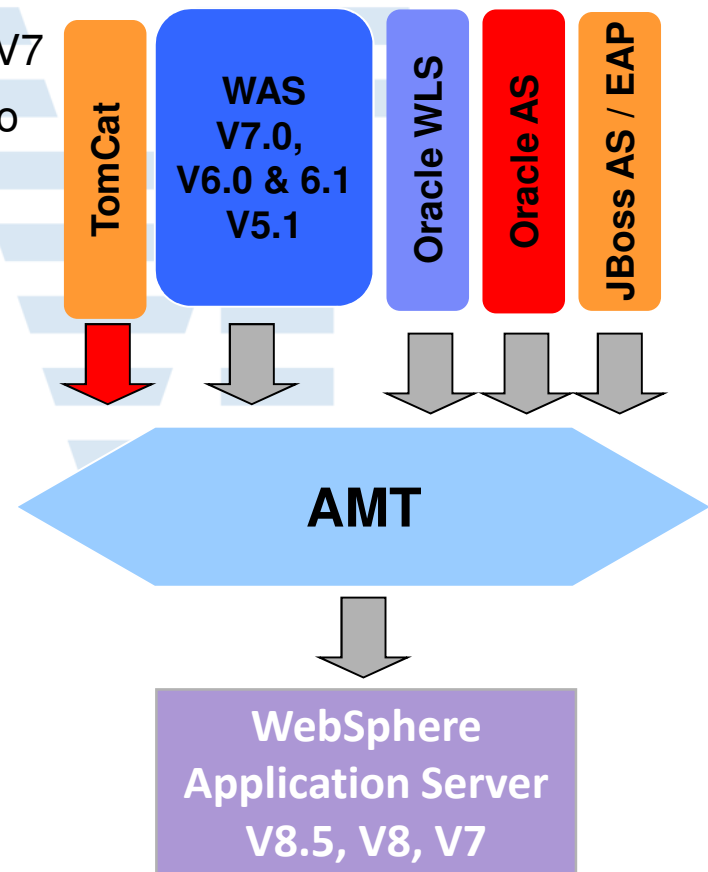 V7
o
TomCat
WAS
V7.0,
V6.0 & 6.1
V5.1
Oracle WLS
Oracle AS
JBoss AS / EAP
AMT
WebSphere
Application Server
V8.5, V8, V7